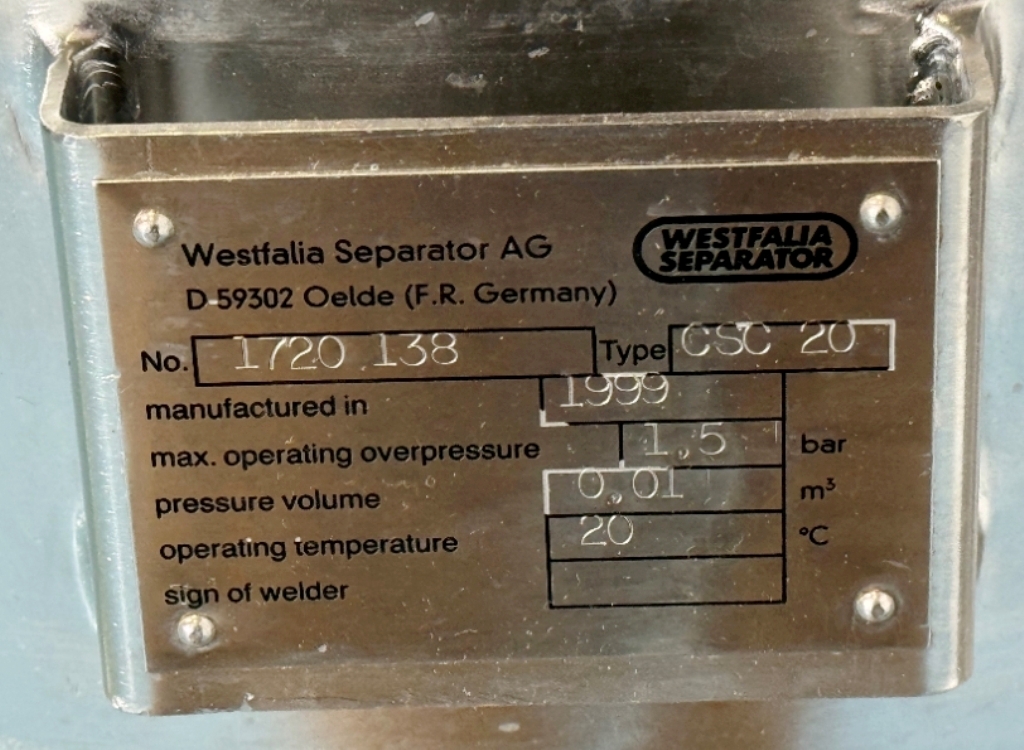 Westfalia Separator AG
WESTFALIA
SEPARATOR
D-59302 Oelde (F.R. Germany)
No. 1720 138 Type CSC 20
manufactured in 1999
max. operating overpressure 1,5 bar
pressure volume 0,01 m³
operating temperature 20 °C
sign of welder